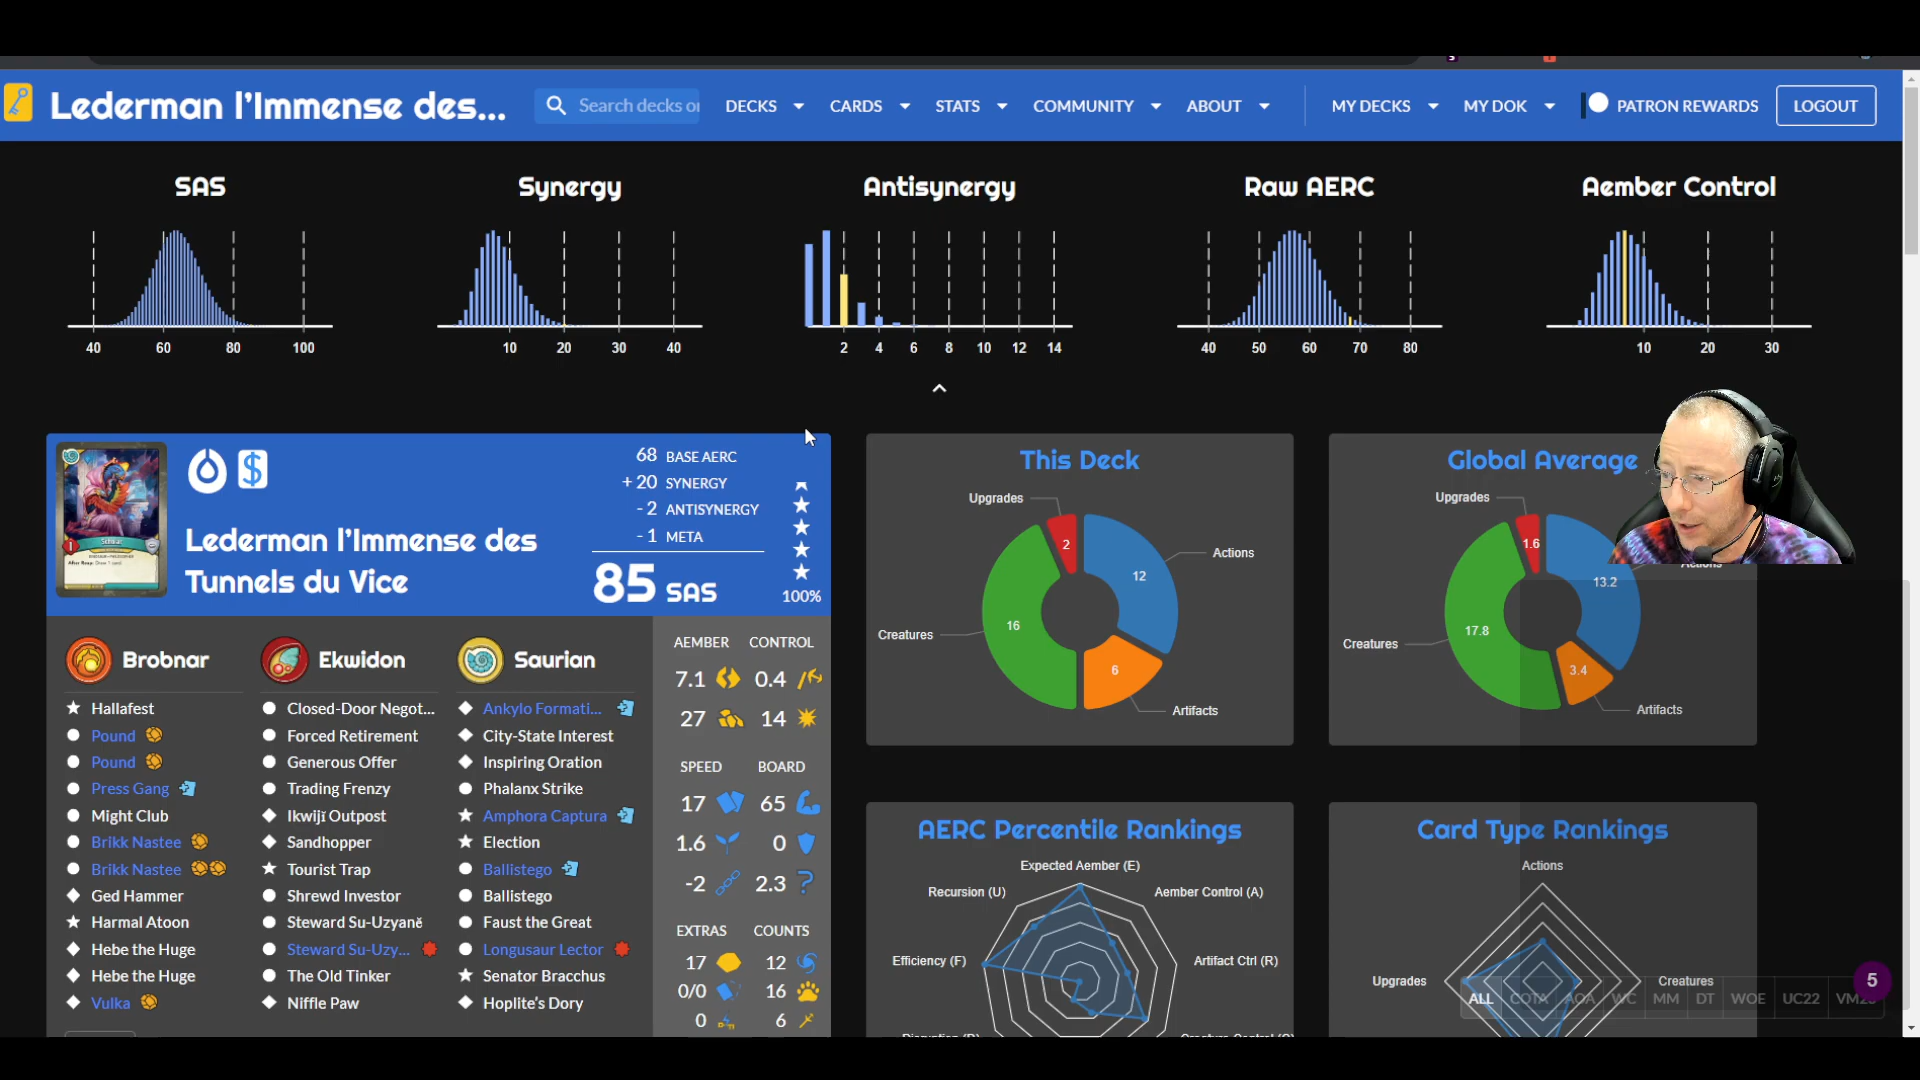 Lederman l'Immense des...
Search decks or
DECKS
CARDS
STATS
COMMUNITY
ABOUT
MY DECKS
MY DOK
PATRON REWARDS
LOGOUT
SAS
40 60 80 100
Synergy
10 20 30 40
Antisynergy
2 4 6 8 10 12 14
Raw AERC
40 50 60 70 80
Aember Control
10 20 30
68 BASE AERC
+ 20 SYNERGY
- 2 ANTISYNERGY
- 1 META
85 SAS
100%
Lederman l'Immense des
Tunnels du Vice
Brobnar
Hallafest
Pound
Pound
Press Gang
Might Club
Brikk Nastee
Brikk Nastee
Ged Hammer
Harmal Atoon
Hebe the Huge
Hebe the Huge
Vulka
Ekwidon
Closed-Door Negot...
Forced Retirement
Generous Offer
Trading Frenzy
Ikwijĭ Outpost
Sandhopper
Tourist Trap
Shrewd Investor
Steward Su-Uzyanĕ
Steward Su-Uzy...
The Old Tinker
Niffle Paw
Saurian
Ankylo Formati...
City-State Interest
Inspiring Oration
Phalanx Strike
Amphora Captura
Election
Ballistego
Ballistego
Faust the Great
Longusaur Lector
Senator Bracchus
Hoplite's Dory
AEMBER CONTROL
7.1 0.4
27 14
SPEED BOARD
17 65
1.6 0
-2 2.3
EXTRAS COUNTS
17 12
0/0 16
0 6
This Deck
Upgrades
2
12
Actions
16
Creatures
6
Artifacts
Global Average
Upgrades
1.6
13.2
17.8
Creatures
3.4
Artifacts
AERC Percentile Rankings
Expected Aember (E)
Recursion (U)
Aember Control (A)
Efficiency (F)
Artifact Ctrl (R)
Card Type Rankings
Actions
Upgrades
Creatures
ALL COTA AOA WC MM DT WOE UC22
5